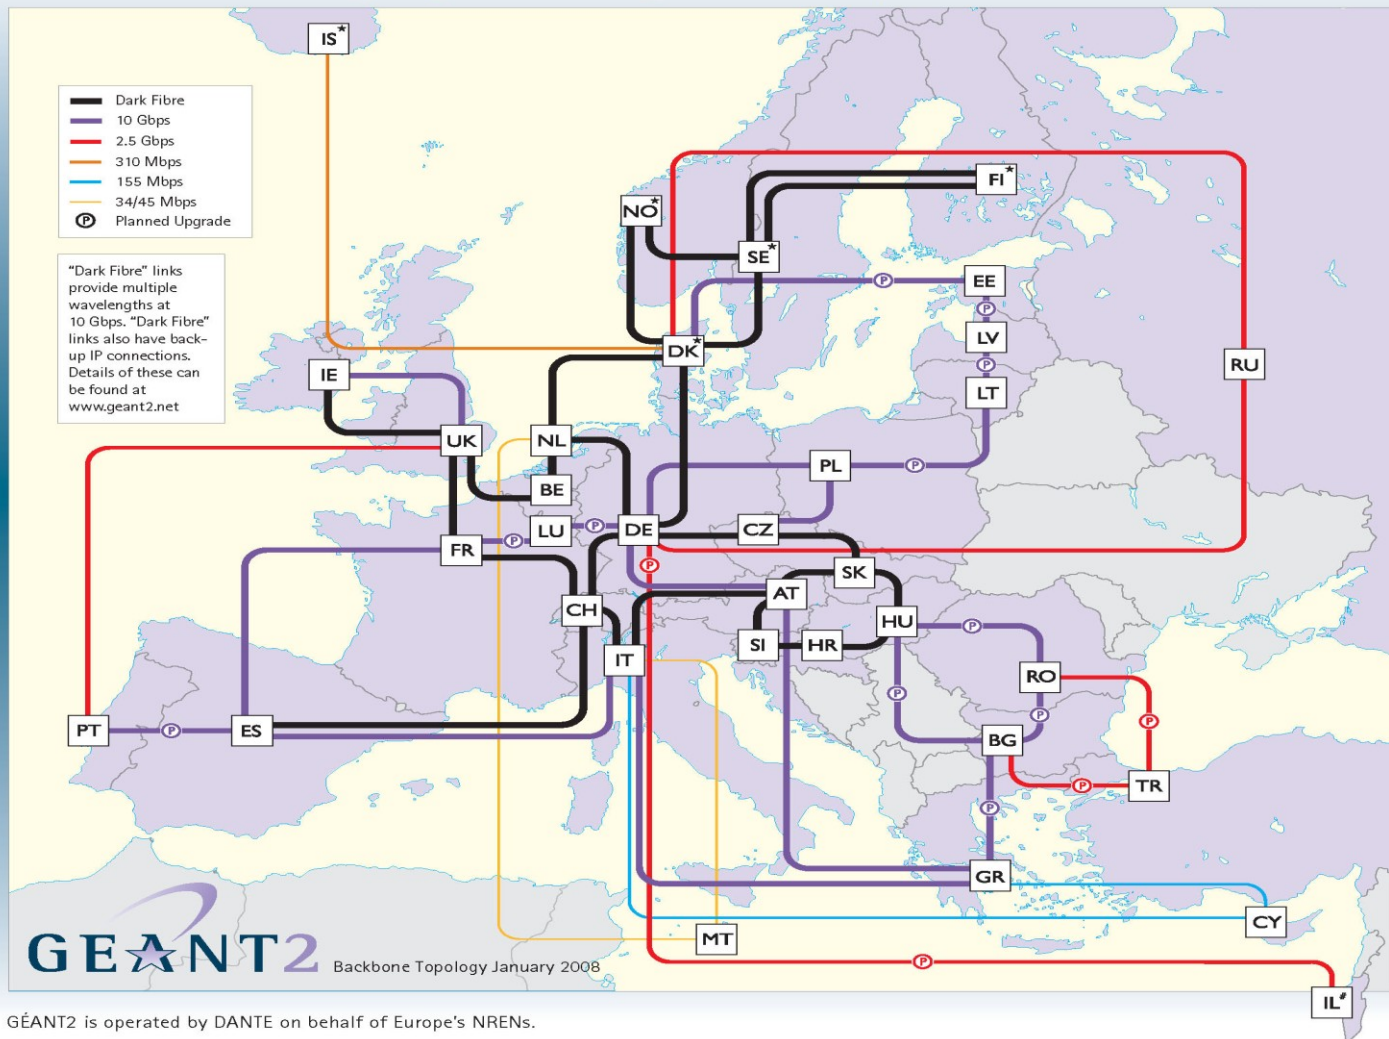 IS*
Dark Fibre
10 Gbps
2.5 Gbps
310 Mbps
155 Mbps
34/45 Mbps
P Planned Upgrade
"Dark Fibre" links
provide multiple
wavelengths at
10 Gbps. "Dark Fibre"
links also have back-
up IP connections.
Details of these can
be found at
www.geant2.net
FI*
NO*
SE*
P
EE
P
LV
DK*
P
RU
IE
LT
UK
NL
PL
P
BE
LU
P
DE
CZ
P
FR
P
SK
AT
CH
HU
P
SI
HR
IT
RO
P
P
P
PT
P
ES
BG
P
TR
P
GR
CY
MT
GEANT2
Backbone Topology January 2008
P
IL#
GÉANT2 is operated by DANTE on behalf of Europe's NRENs.